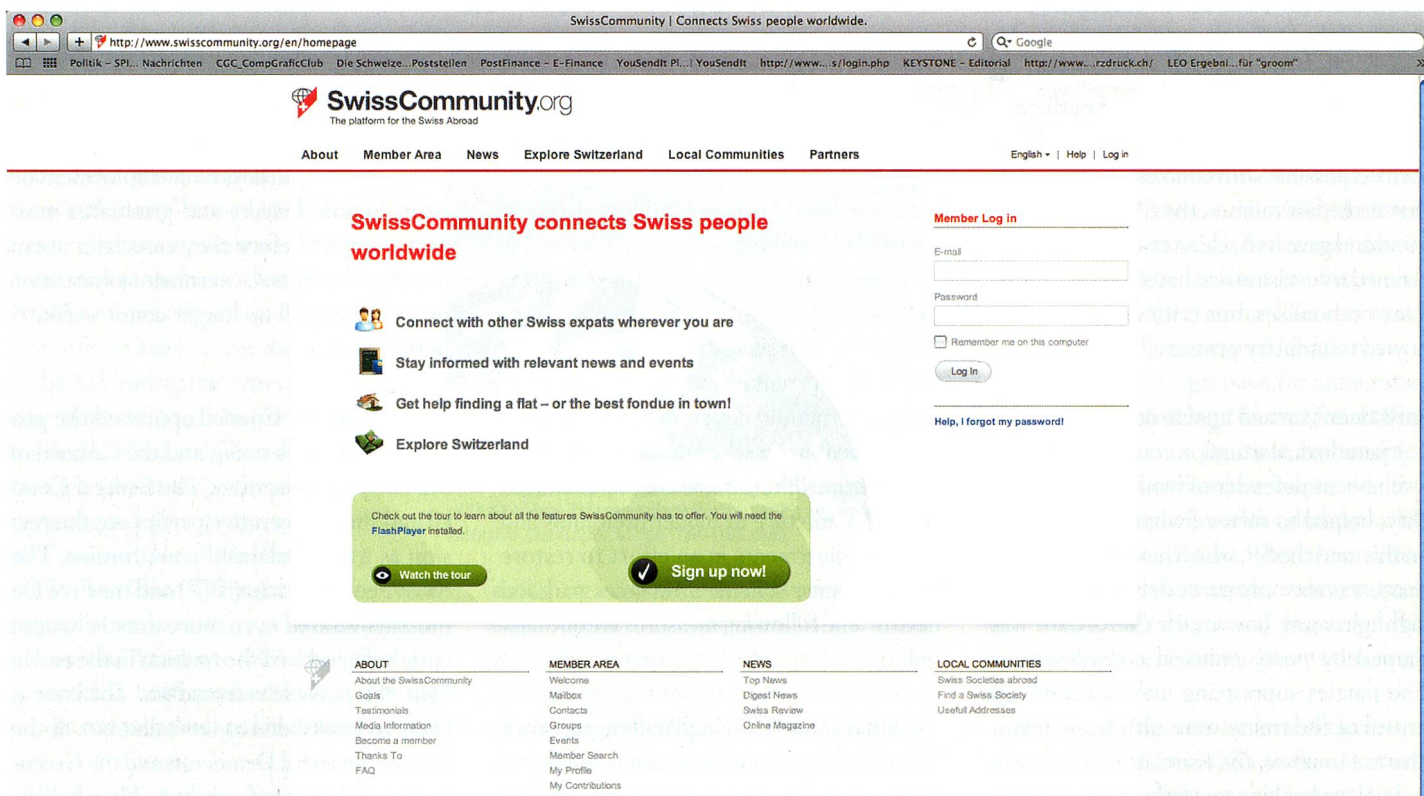 SwissCommunity | Connects Swiss people worldwide.
http://www.swisscommunity.org/en/homepage
Google
Politik – SPI... Nachrichten CGC_CompGraficClub Die Schweize...Poststellen PostFinance – E-Finance YouSendIt Pl...| YouSendIt http://www....s/login.php KEYSTONE – Editorial http://www....rzdruck.ch/ LEO Ergebni...für "groom"
SwissCommunity.org
The platform for the Swiss Abroad
About Member Area News Explore Switzerland Local Communities Partners English | Help | Log in
SwissCommunity connects Swiss people
worldwide
Connect with other Swiss expats wherever you are
Stay informed with relevant news and events
Get help finding a flat – or the best fondue in town!
Explore Switzerland
Check out the tour to learn about all the features SwissCommunity has to offer. You will need the
FlashPlayer installed.
Watch the tour
Sign up now!
Member Log in
E-mail
Password
Remember me on this computer
Log In
Help, I forgot my password!
ABOUT
About the SwissCommunity
Goals
Testimonials
Media Information
Become a member
Thanks To
FAQ
MEMBER AREA
Welcome
Mailbox
Contacts
Groups
Events
Member Search
My Profile
My Contributions
NEWS
Top News
Digest News
Swiss Review
Online Magazine
LOCAL COMMUNITIES
Swiss Societies abroad
Find a Swiss Society
Usefull Addresses